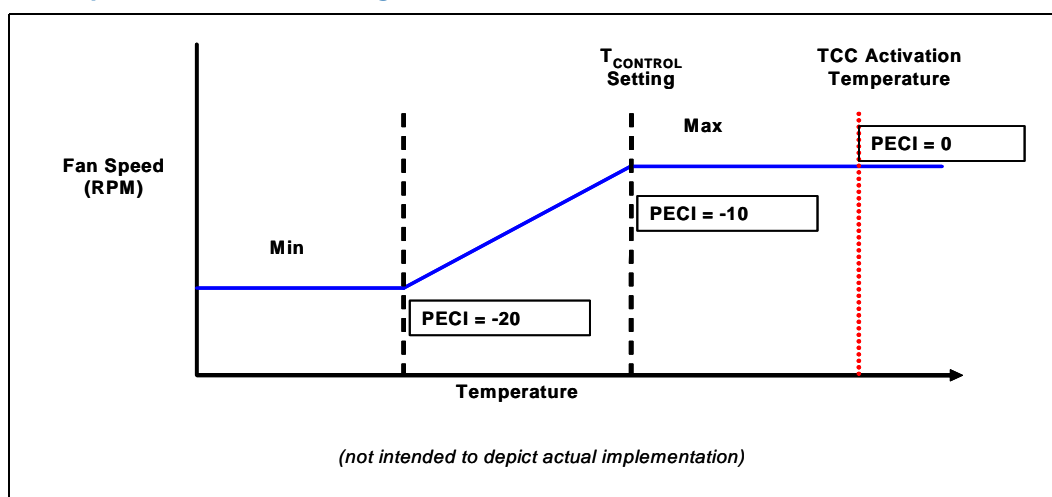 T_CONTROL
Setting
TCC Activation
Temperature
Max
PECI = 0
Fan Speed
(RPM)
PECI = -10
Min
PECI = -20
Temperature
(not intended to depict actual implementation)